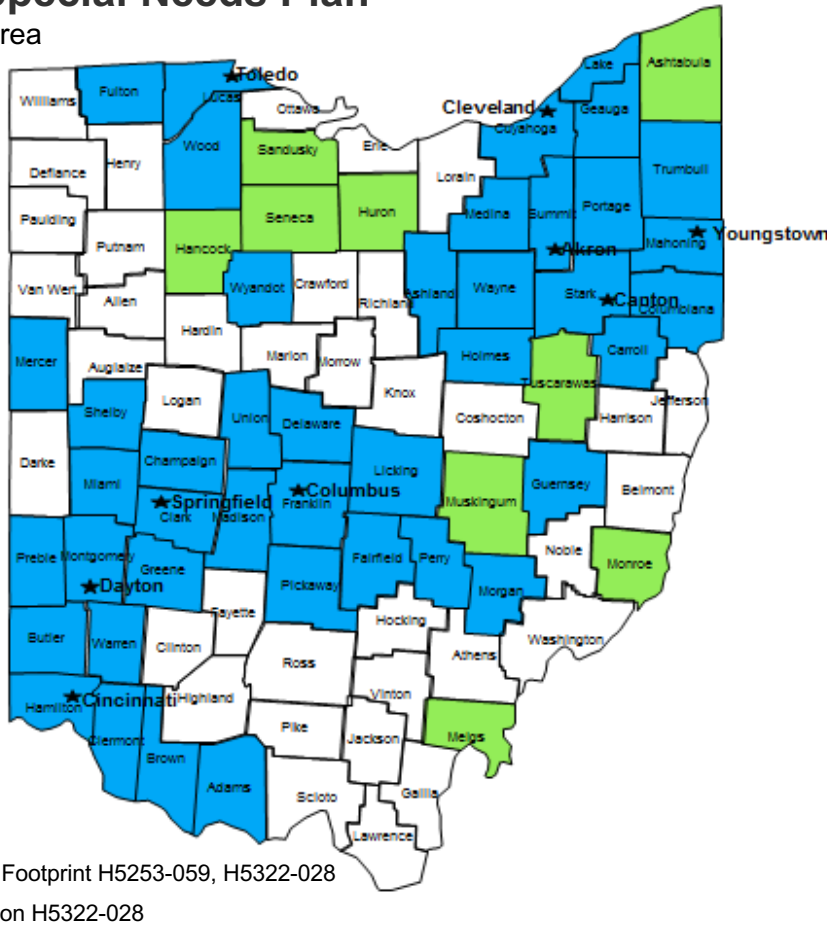 Special Needs Plan
rea
Toledo
Williams Fulton Lucas Ottawa
Cleveland Lake Ashtabula
Cuyahoga Geauga
Defiance Henry Wood Sandusky Erie Lorain Trumbull
Paulding Putnam Hancock Seneca Huron Medina Summit Portage
Mahoning Youngstown
Akron
Van Wert Allen Wyandot Crawford Richland Ashland Wayne Stark Canton Columbiana
Hardin
Mercer Auglaize Marion Morrow Holmes Carroll
Logan Knox Tuscarawas Jefferson
Shelby Union Delaware Coshocton Harrison
Darke Champaign Licking
Miami Springfield Columbus Muskingum Guernsey Belmont
Clark Madison Franklin
Preble Montgomery Greene Fairfield Perry Noble Monroe
Dayton Pickaway Morgan
Fayette Hocking
Butler Warren Clinton Washington
Ross Athens
Hamilton Cincinnati Highland Vinton
Clermont Pike Jackson Meigs
Brown Adams Scioto Gallia
Lawrence
Footprint H5253-059, H5322-028
on H5322-028